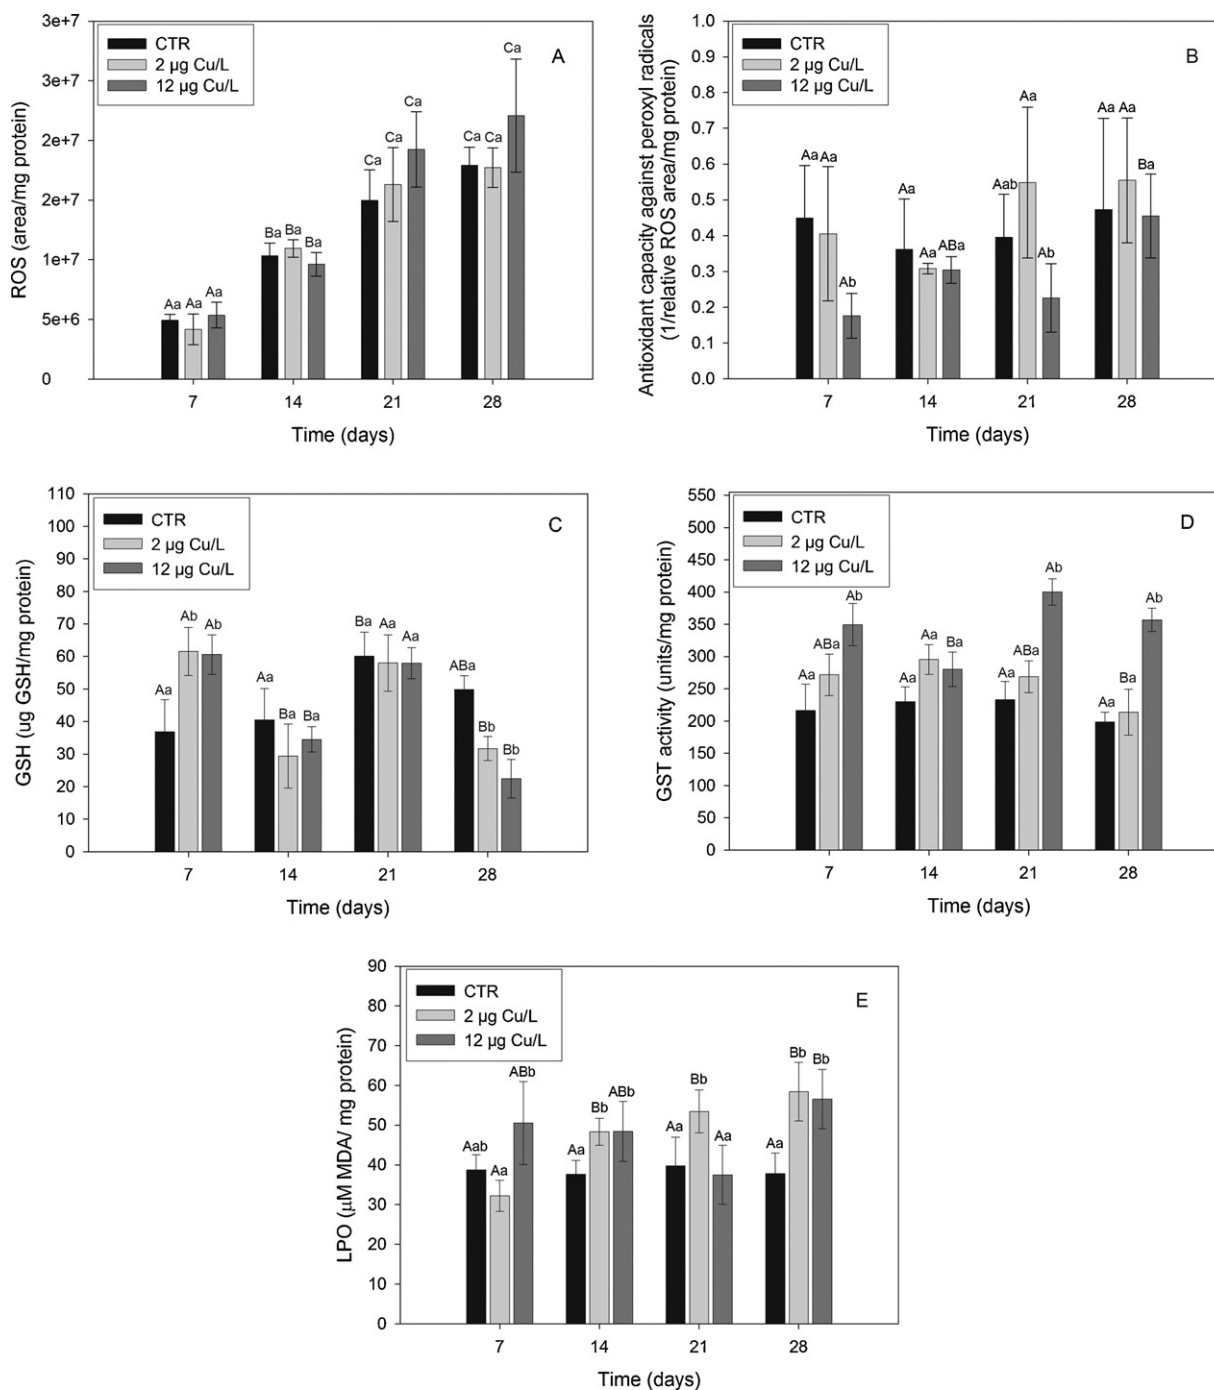 A
CTR
2 µg Cu/L
12 µg Cu/L
3e+7
3e+7
2e+7
2e+7
1e+7
5e+6
0
ROS (area/mg protein)
Aa Aa Aa
Ba Ba Ba
Ca Ca Ca
Ca Ca Ca
7 14 21 28
Time (days)
B
CTR
2 µg Cu/L
12 µg Cu/L
1.0
0.9
0.8
0.7
0.6
0.5
0.4
0.3
0.2
0.1
0.0
Antioxidant capacity against peroxyl radicals
(1/relative ROS area/mg protein)
Aa Aa Ab
Aa Aa ABa
Aab Aa Ab
Aa Aa Ba
7 14 21 28
Time (days)
C
CTR
2 µg Cu/L
12 µg Cu/L
110
100
90
80
70
60
50
40
30
20
10
0
GSH (ug GSH/mg protein)
Aa Ab Ab
Aa Ba Ba
Ba Aa Aa
ABa Bb Bb
7 14 21 28
Time (days)
D
CTR
2 µg Cu/L
12 µg Cu/L
550
500
450
400
350
300
250
200
150
100
50
0
GST activity (units/mg protein)
Aa ABa Ab
Aa Aa Ba
Aa ABa Ab
Aa Ba Ab
7 14 21 28
Time (days)
E
CTR
2 µg Cu/L
12 µg Cu/L
90
80
70
60
50
40
30
20
10
0
LPO (µM MDA/ mg protein)
Aab Aa ABb
Aa Bb ABb
Aa Bb Aa
Aa Bb Bb
7 14 21 28
Time (days)